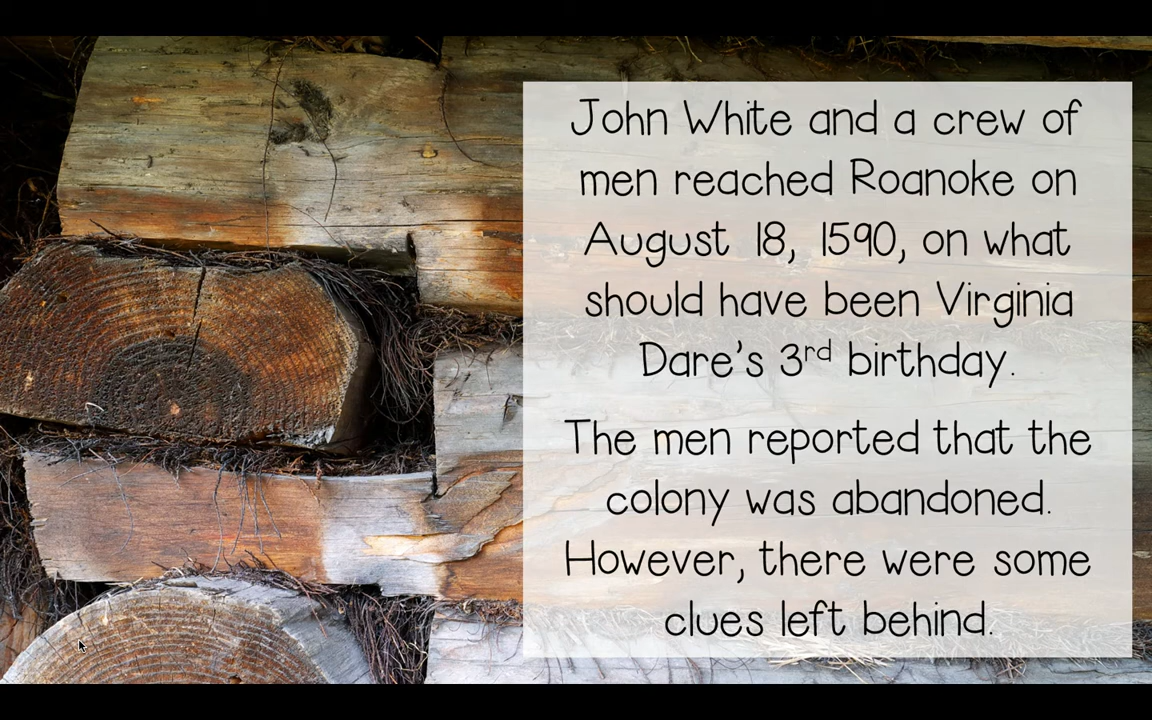 John White and a crew of
men reached Roanoke on
August 18, 1590, on what
should have been Virginia
Dare's 3rd birthday.
The men reported that the
colony was abandoned.
However, there were some
clues left behind.